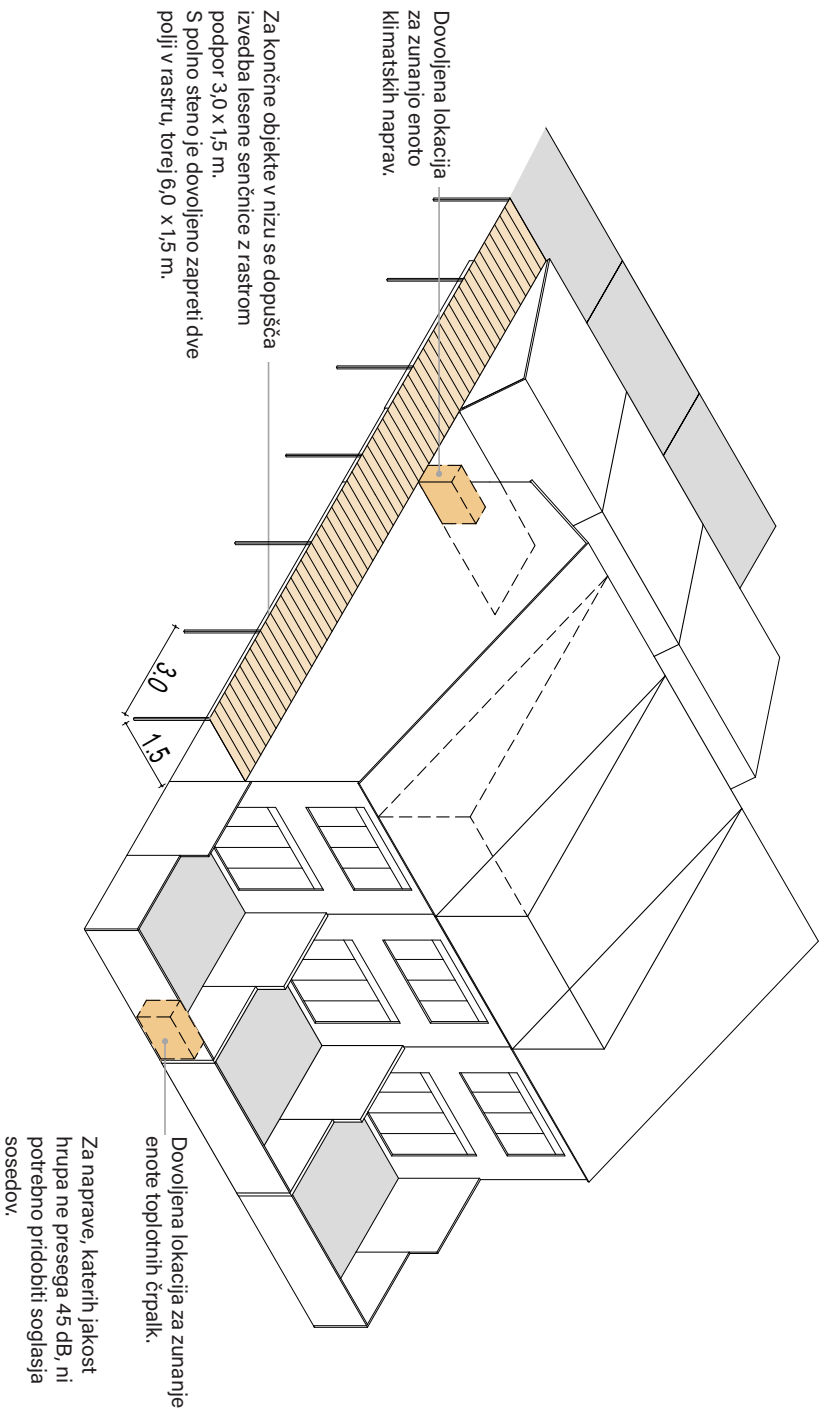 Dovoljena lokacija
za zunanjo enoto
klimatskih naprav.
Za končne objekte v nizu se dopušča
izvedba lesene senčnice z rastrom
podpor 3,0 x 1,5 m.
S polno steno je dovoljeno zapreti dve
polji v rastru, torej 6,0 x 1,5 m.
3.0
1.5
Dovoljena lokacija za zunanje
enote toplotnih črpalk.
Za naprave, katerih jakost
hrupa ne presega 45 dB, ni
potrebno pridobiti soglasja
sosedov.